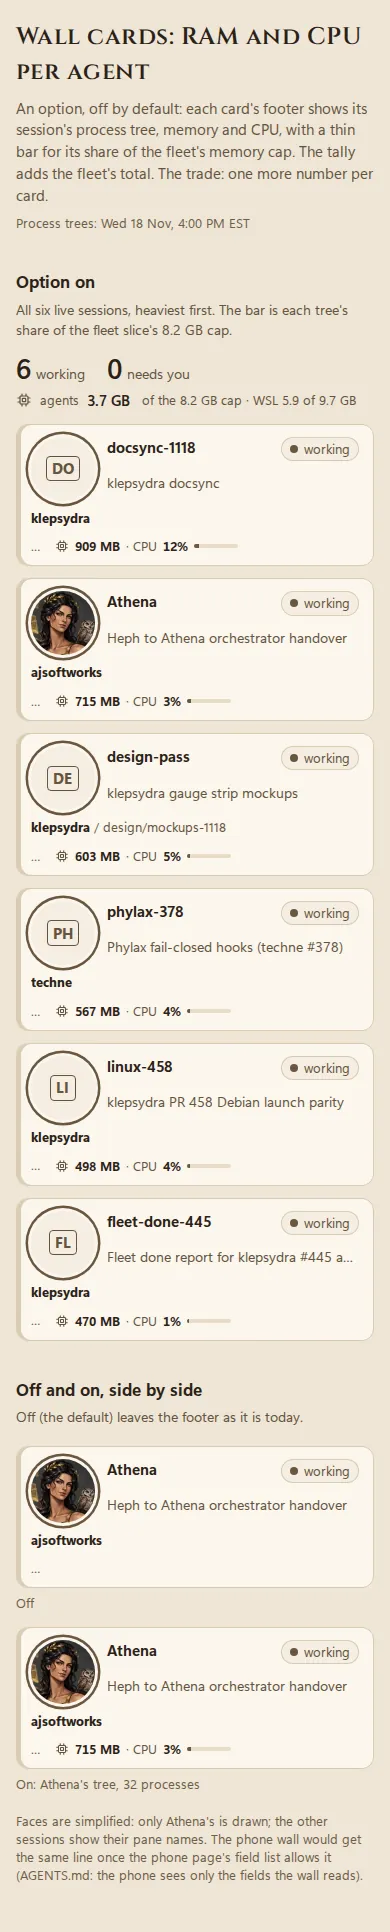 Wall cards: RAM and CPU
per agent
An option, off by default: each card's footer shows its
session's process tree, memory and CPU, with a thin
bar for its share of the fleet's memory cap. The tally
adds the fleet's total. The trade: one more number per
card.
Process trees: Wed 18 Nov, 4:00 PM EST
Option on
All six live sessions, heaviest first. The bar is each tree's
share of the fleet slice's 8.2 GB cap.
6 working 0 needs you
agents 3.7 GB of the 8.2 GB cap · WSL 5.9 of 9.7 GB
DO
docsync-1118
working
klepsydra docsync
klepsydra
... 909 MB · CPU 12%
Athena
working
Heph to Athena orchestrator handover
ajsoftworks
... 715 MB · CPU 3%
DE
design-pass
working
klepsydra gauge strip mockups
klepsydra / design/mockups-1118
... 603 MB · CPU 5%
PH
phylax-378
working
Phylax fail-closed hooks (techne #378)
techne
... 567 MB · CPU 4%
LI
linux-458
working
klepsydra PR 458 Debian launch parity
klepsydra
... 498 MB · CPU 4%
FL
fleet-done-445
working
Fleet done report for klepsydra #445 a...
klepsydra
... 470 MB · CPU 1%
Off and on, side by side
Off (the default) leaves the footer as it is today.
Athena
working
Heph to Athena orchestrator handover
ajsoftworks
...
Off
Athena
working
Heph to Athena orchestrator handover
ajsoftworks
... 715 MB · CPU 3%
On: Athena's tree, 32 processes
Faces are simplified: only Athena's is drawn; the other
sessions show their pane names. The phone wall would get
the same line once the phone page's field list allows it
(AGENTS.md: the phone sees only the fields the wall reads).